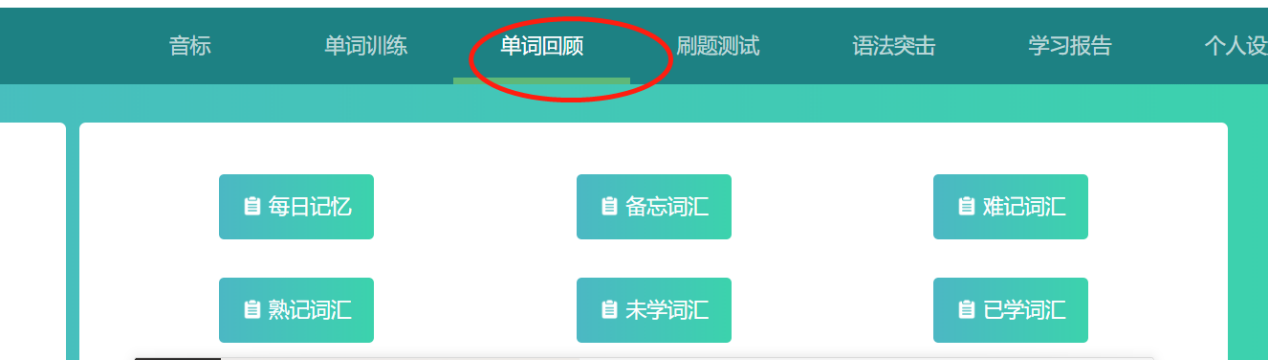 音标 单词训练 单词回顾 刷题测试 语法突击 学习报告 个人设
每日记忆 备忘词汇 难记词汇
熟记词汇 未学词汇 已学词汇